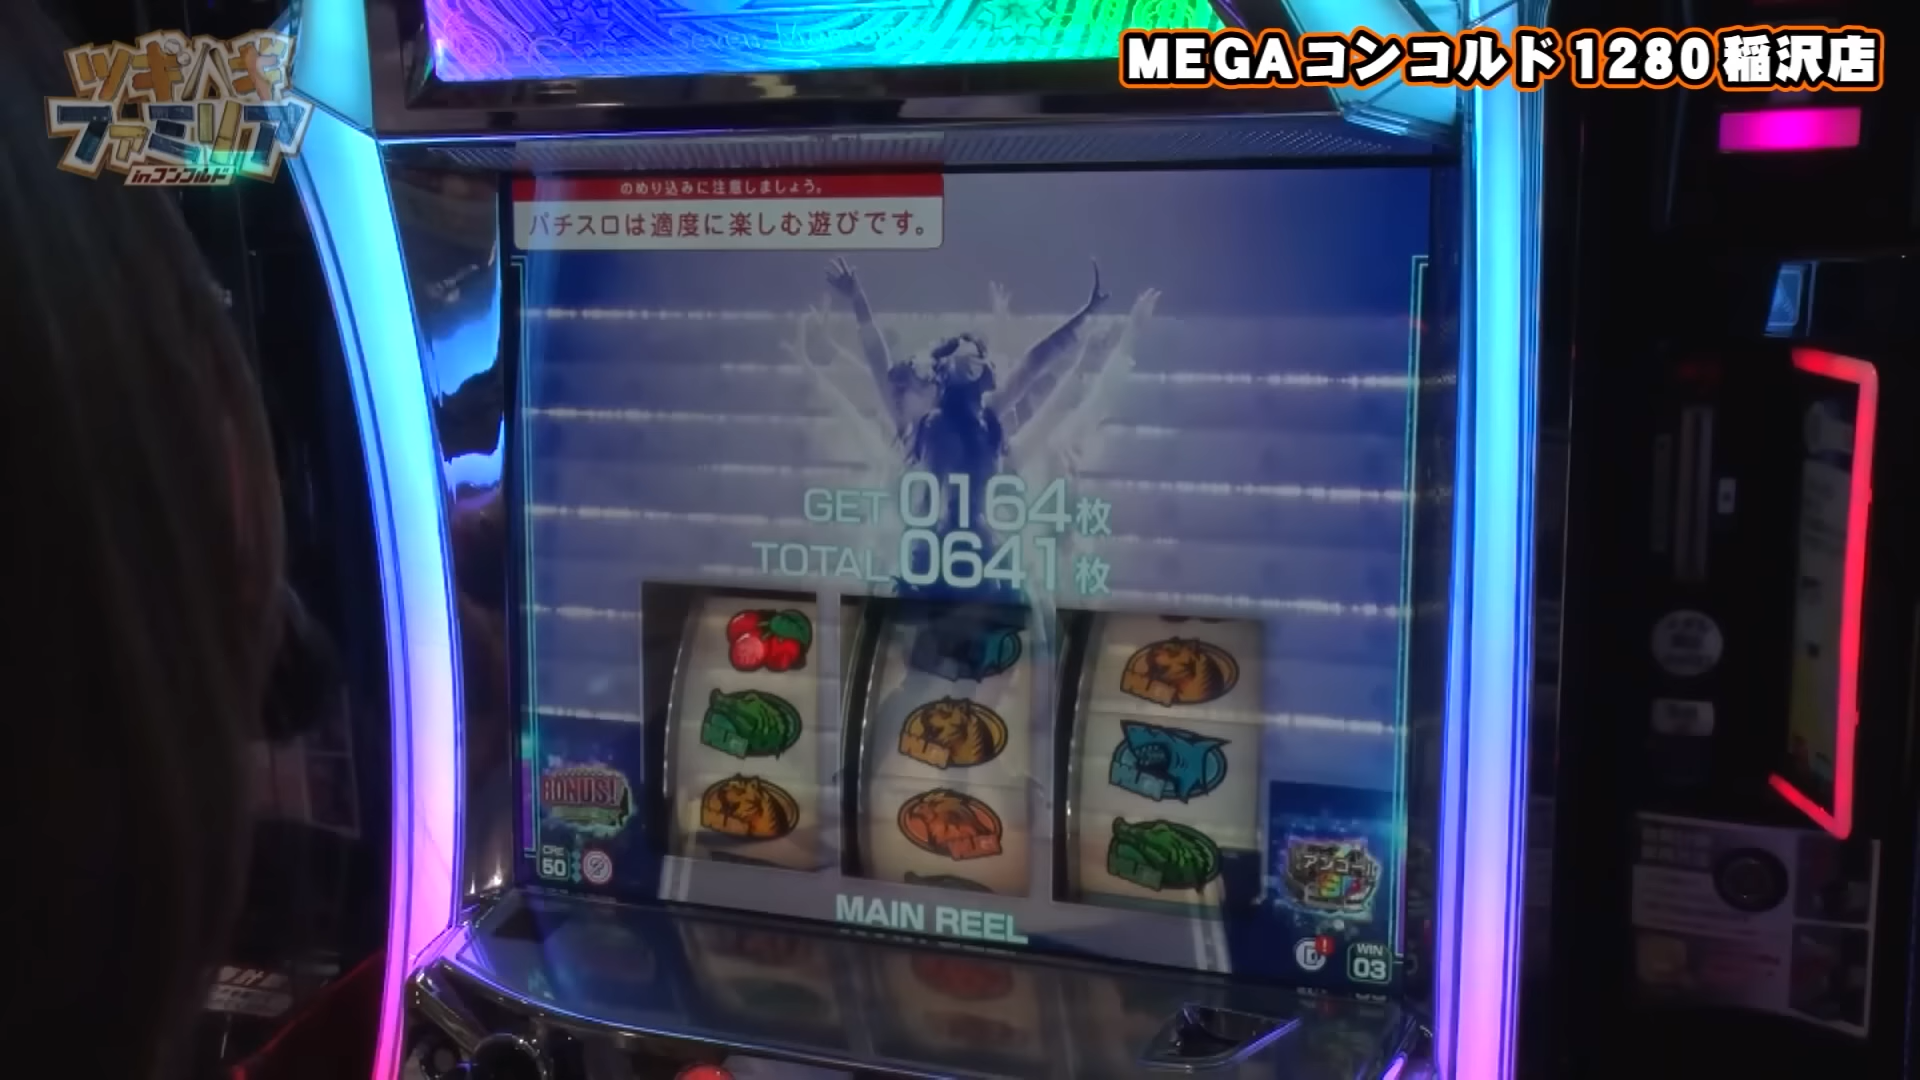 ツギハギ
ファミリア
inコンコルド
MEGAコンコルド1280稲沢店
のめり込みに注意しましょう。
パチスロは適度に楽しむ遊びです。
GET 0164枚
TOTAL 0641枚
BONUS!
アンコール
CRE
50
MAIN REEL
WIN
03